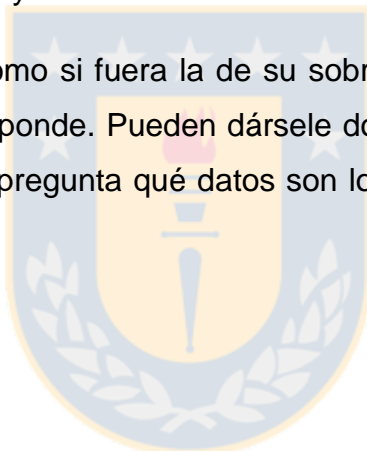 omo si fuera la de su sobr
ponde. Pueden dársele do
pregunta qué datos son lo